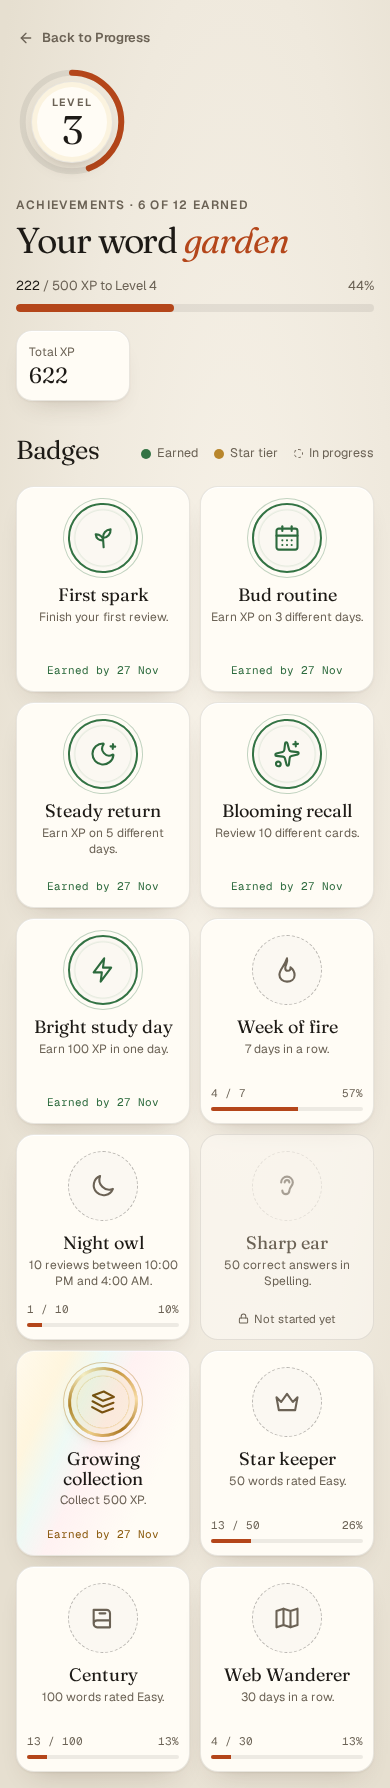 Back to Progress
LEVEL
3
ACHIEVEMENTS · 6 OF 12 EARNED
Your word garden
222 / 500 XP to Level 4
44%
Total XP
622
Badges
Earned
Star tier
In progress
First spark
Finish your first review.
Earned by 27 Nov
Bud routine
Earn XP on 3 different days.
Earned by 27 Nov
Steady return
Earn XP on 5 different
days.
Earned by 27 Nov
Blooming recall
Review 10 different cards.
Earned by 27 Nov
Bright study day
Earn 100 XP in one day.
Earned by 27 Nov
Week of fire
7 days in a row.
4 / 7
57%
Night owl
10 reviews between 10:00
PM and 4:00 AM.
1 / 10
10%
Sharp ear
50 correct answers in
Spelling.
Not started yet
Growing
collection
Collect 500 XP.
Earned by 27 Nov
Star keeper
50 words rated Easy.
13 / 50
26%
Century
100 words rated Easy.
13 / 100
13%
Web Wanderer
30 days in a row.
4 / 30
13%